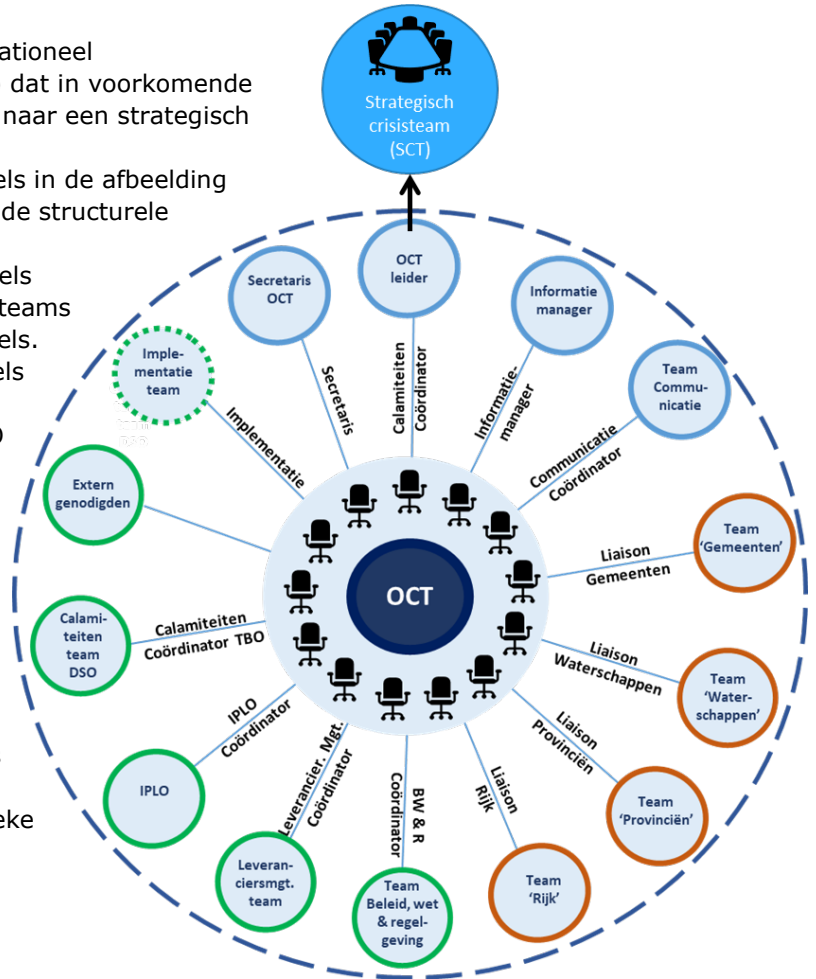 ationeel
dat in voorkomende
naar een strategisch
els in de afbeelding
de structurele
els
teams
els.
els
eke
Strategisch
crisisteam
(SCT)
OCT
leider
Informatie
manager
Team
Commu-
nicatie
Team
‘Gemeenten’
Team
‘Water-
schappen’
Team
‘Provinciën’
Team
‘Rijk’
Team
Beleid, wet
& regel-
geving
Leveran-
ciersmgt.
team
IPLO
Calami-
teiten
team
DSO
Extern
genodigden
Imple-
mentatie
team
Secretaris
OCT
Calamiteiten
Coördinator
Informatie-
manager
Communicatie
Coördinator
Liaison
Gemeenten
Liaison
Waterschappen
Liaison
Provinciën
Liaison
Rijk
BW & R
Coördinator
Leverancier. Mgt.
Coördinator
IPLO
Coördinator
Calamiteiten
Coördinator TBO
Implementatie
Secretaris
OCT